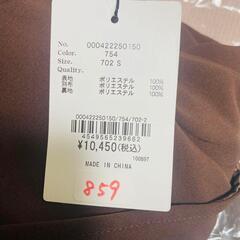 No. 000422250150
Color. 754
Size. 702 S
Quality.
表地 ポリエステル 100%
別布 ポリエステル 100%
裏地 ポリエステル 100%
000422250150/754/702-2
4549565239662
¥10,450(税込)
100807
MADE IN CHINA
859